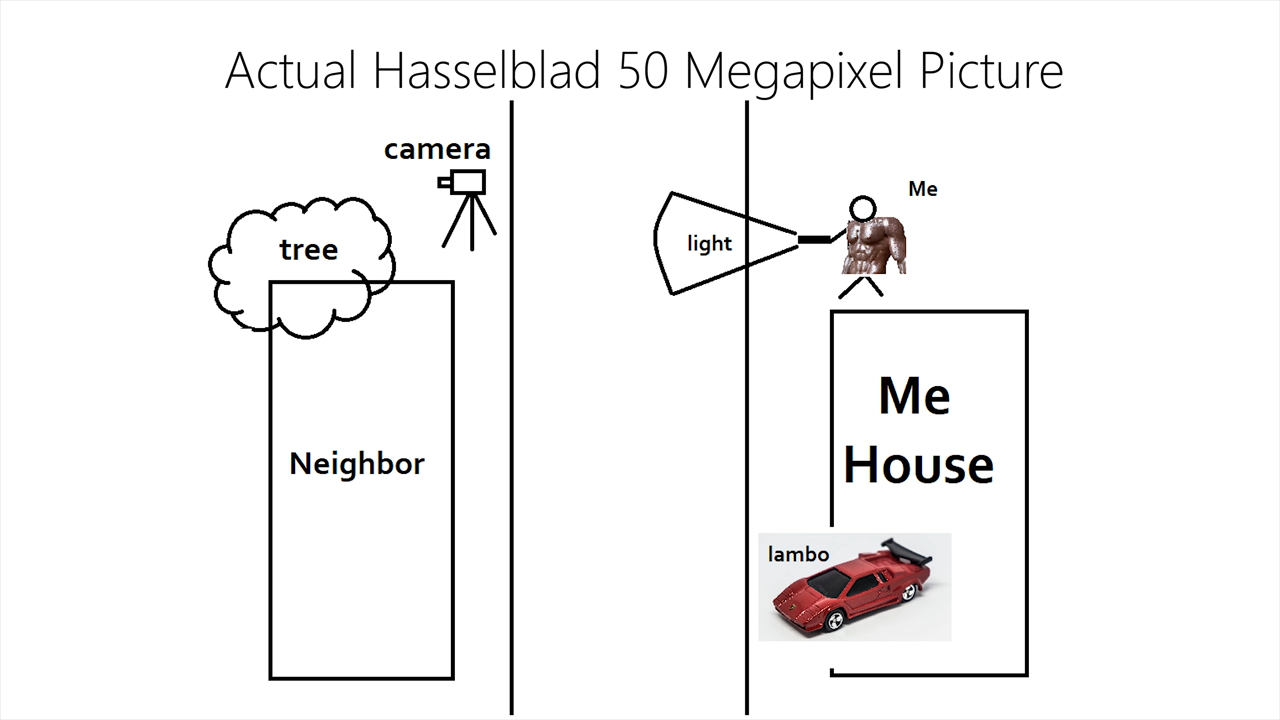 Actual Hasselblad 50 Megapixel Picture
camera
Me
tree
light
Me
House
Neighbor
lambo